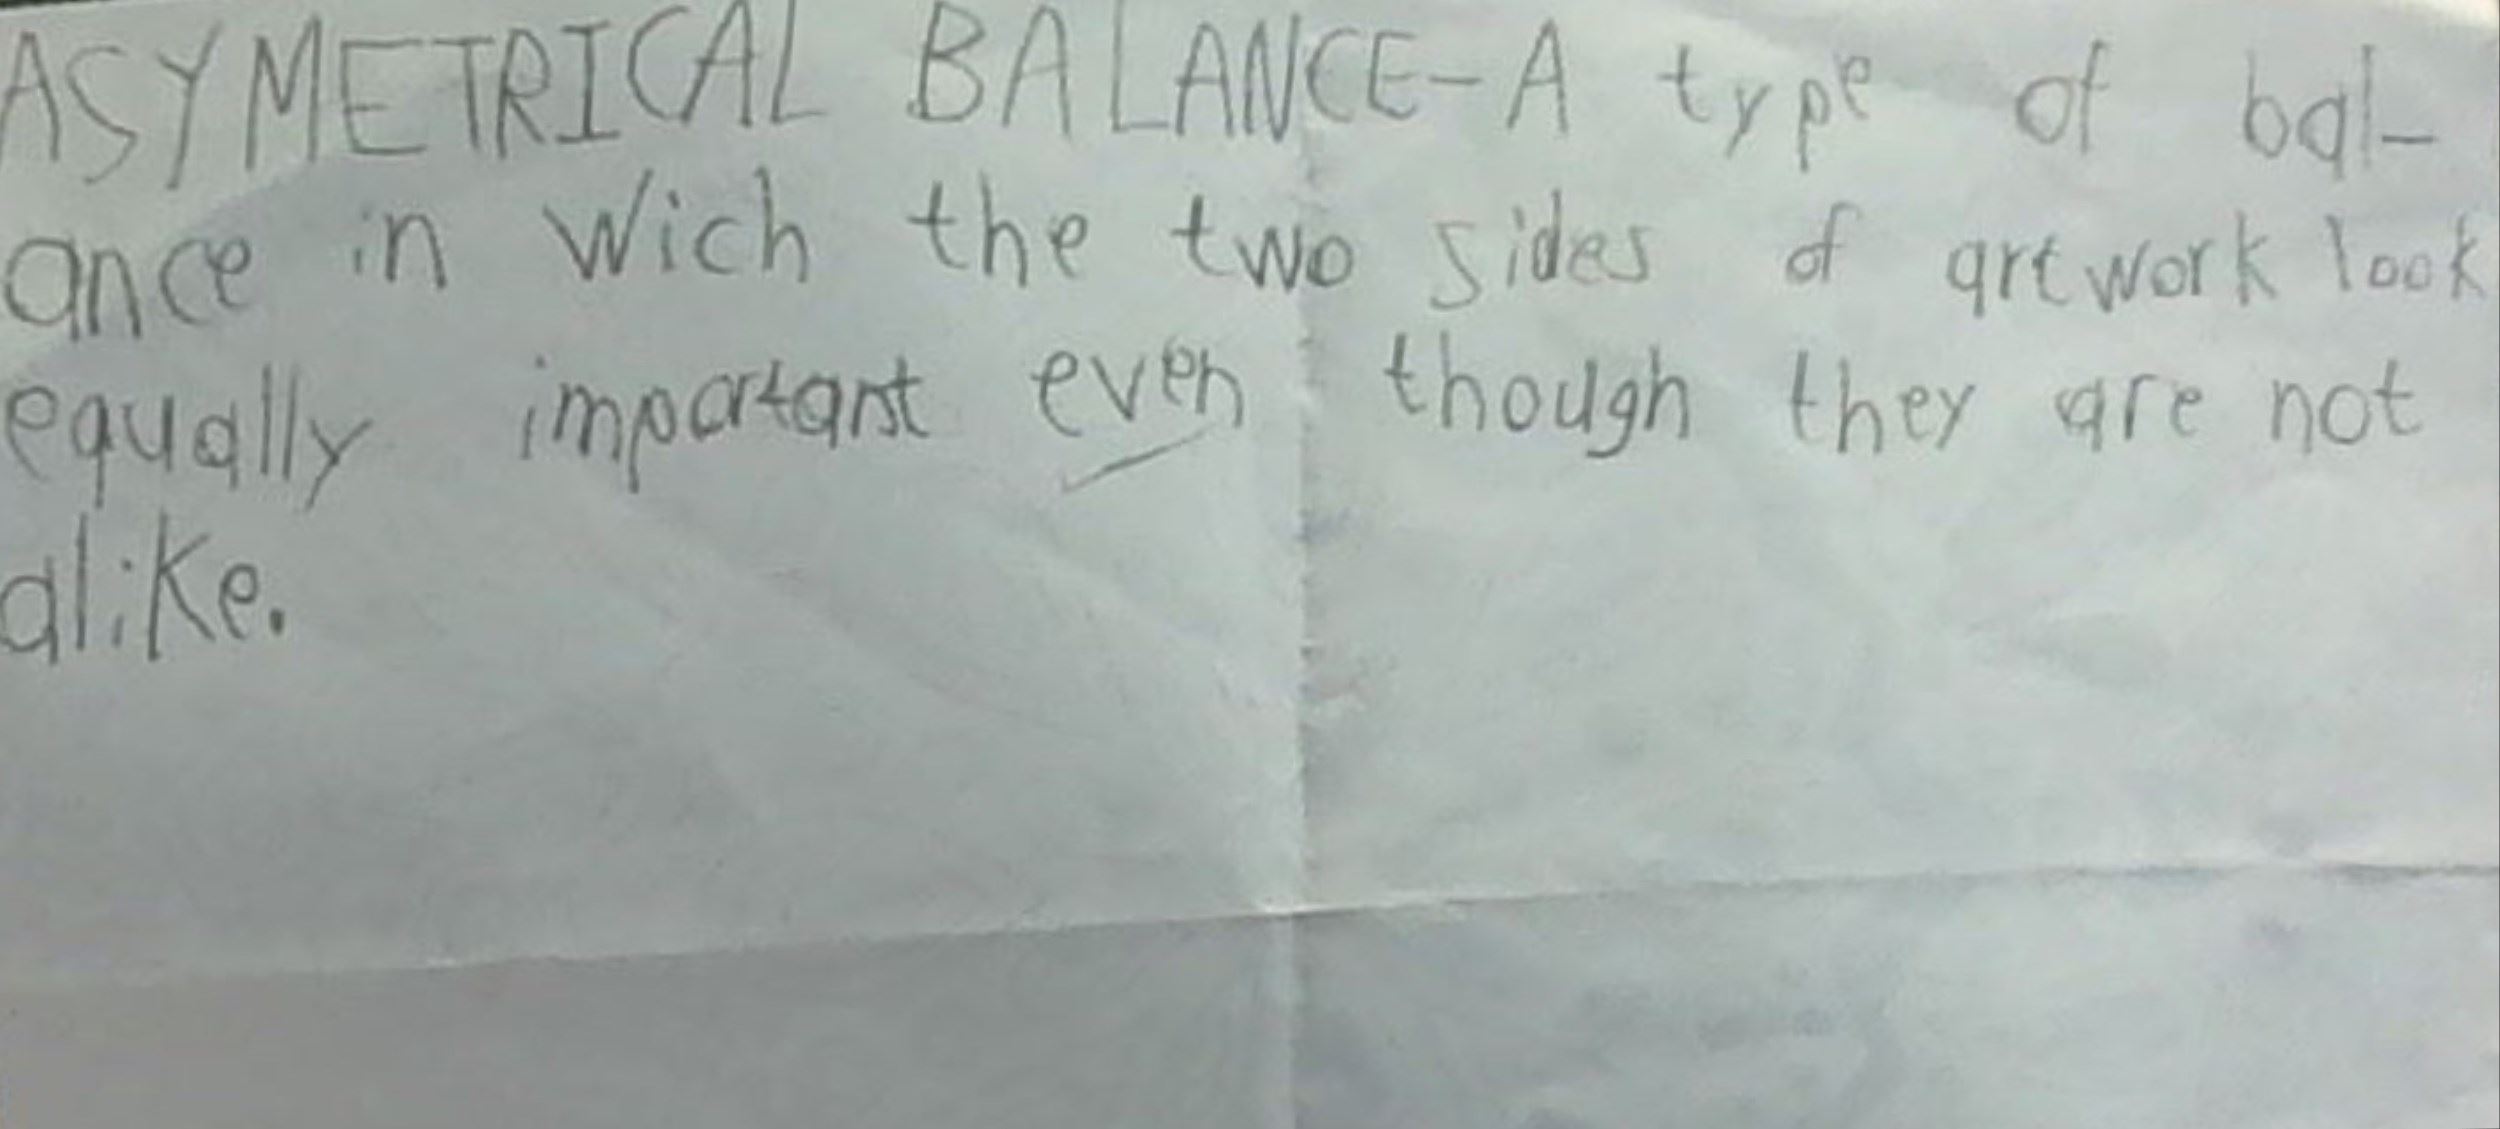 ASYMETRICAL BALANCE-A type of bal-
ance in wich the two sides of artwork look
equally important even though they are not
alike.